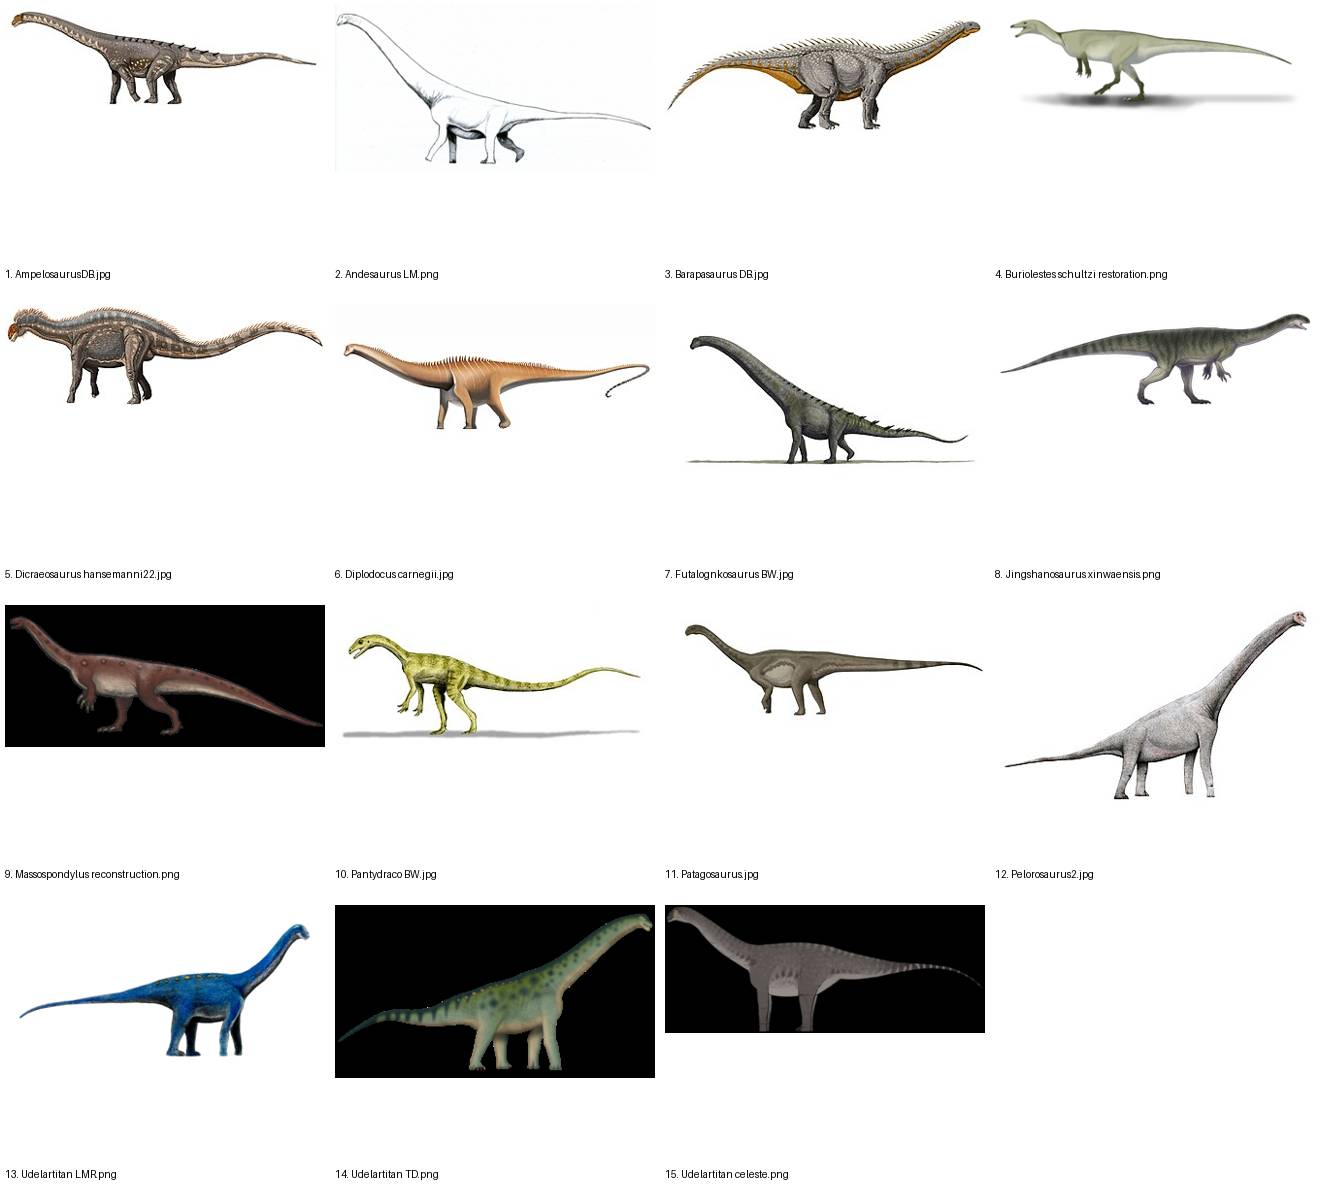 1. AmpelosaurusDB.jpg
2. Andesaurus LM.png
3. Barapasaurus DB.jpg
4. Buriolestes schultzi restoration.png
5. Dicraeosaurus hansemanni22.jpg
6. Diplodocus carnegii.jpg
7. Futalognkosaurus BW.jpg
8. Jingshanosaurus xinwaensis.png
9. Massospondylus reconstruction.png
10. Pantydraco BW.jpg
11. Patagosaurus.jpg
12. Pelorosaurus2.jpg
13. Udelartitan LMR.png
14. Udelartitan TD.png
15. Udelartitan celeste.png